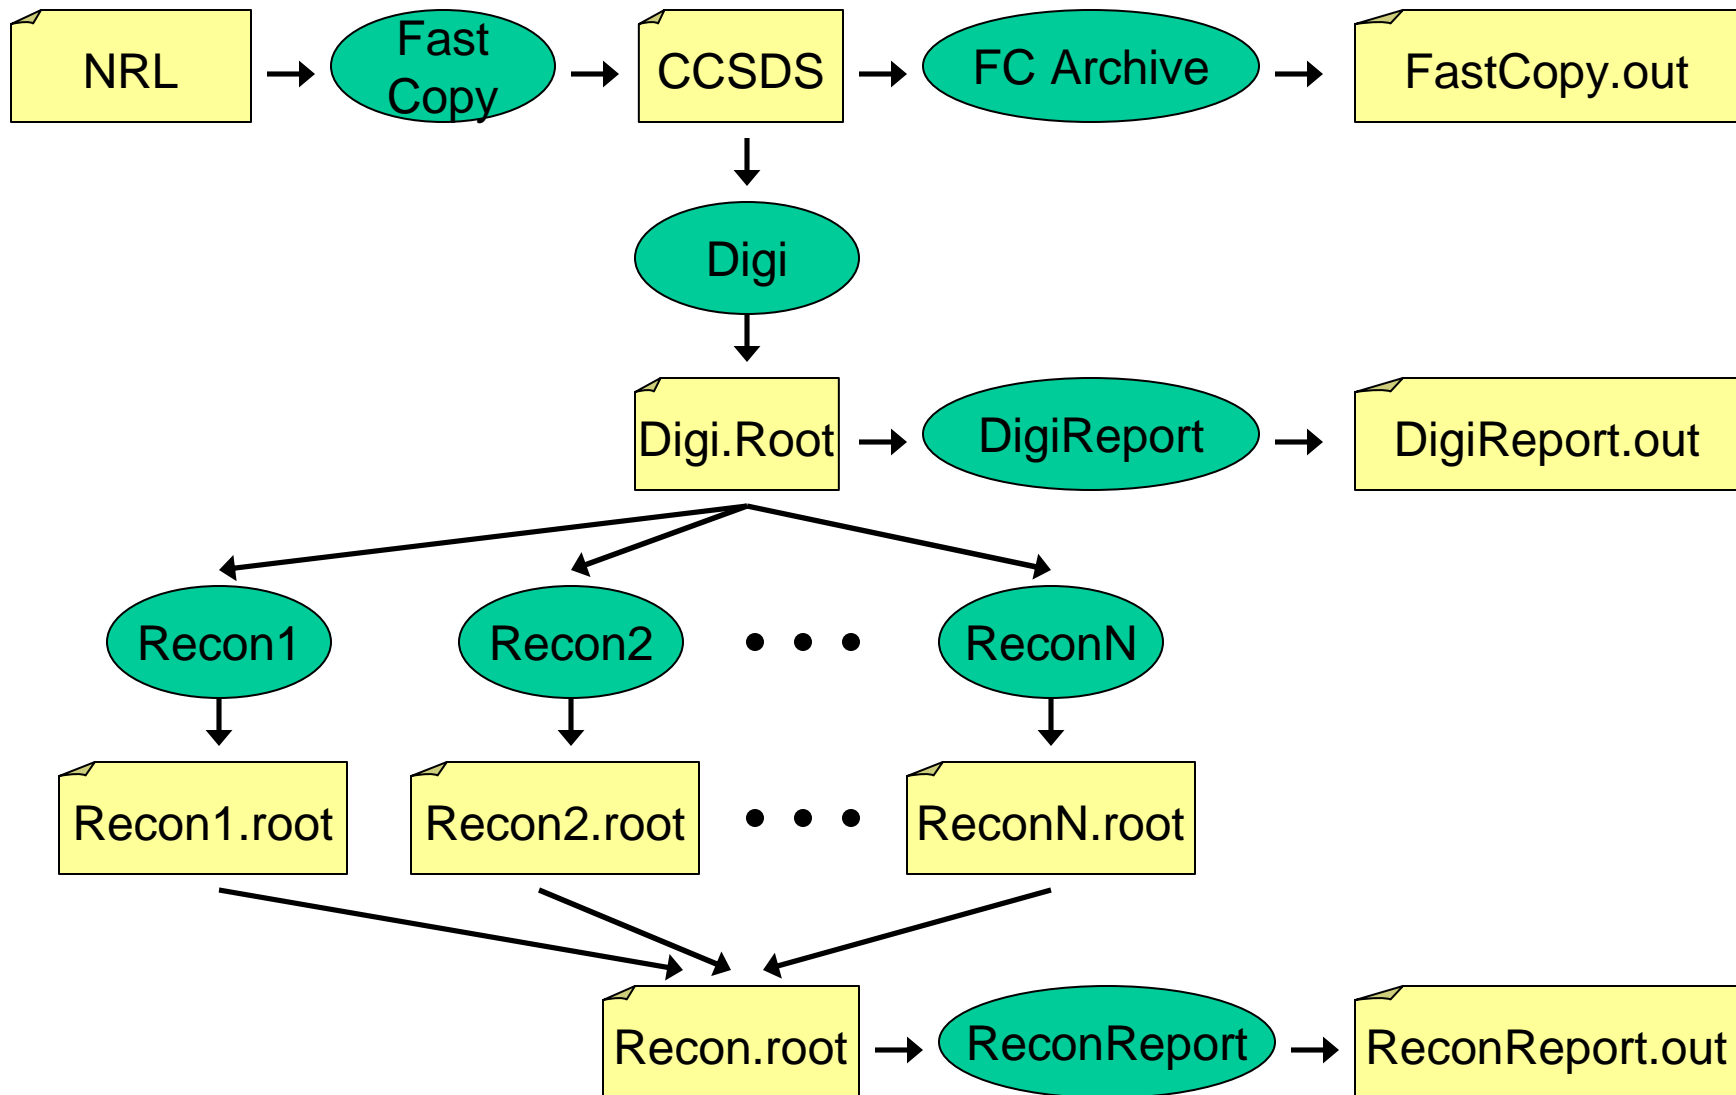 NRL
Fast
Copy
CCSDS
FC Archive
FastCopy.out
Digi
Digi.Root
DigiReport
DigiReport.out
Recon1
Recon2
ReconN
Recon1.root
Recon2.root
ReconN.root
Recon.root
ReconReport
ReconReport.out